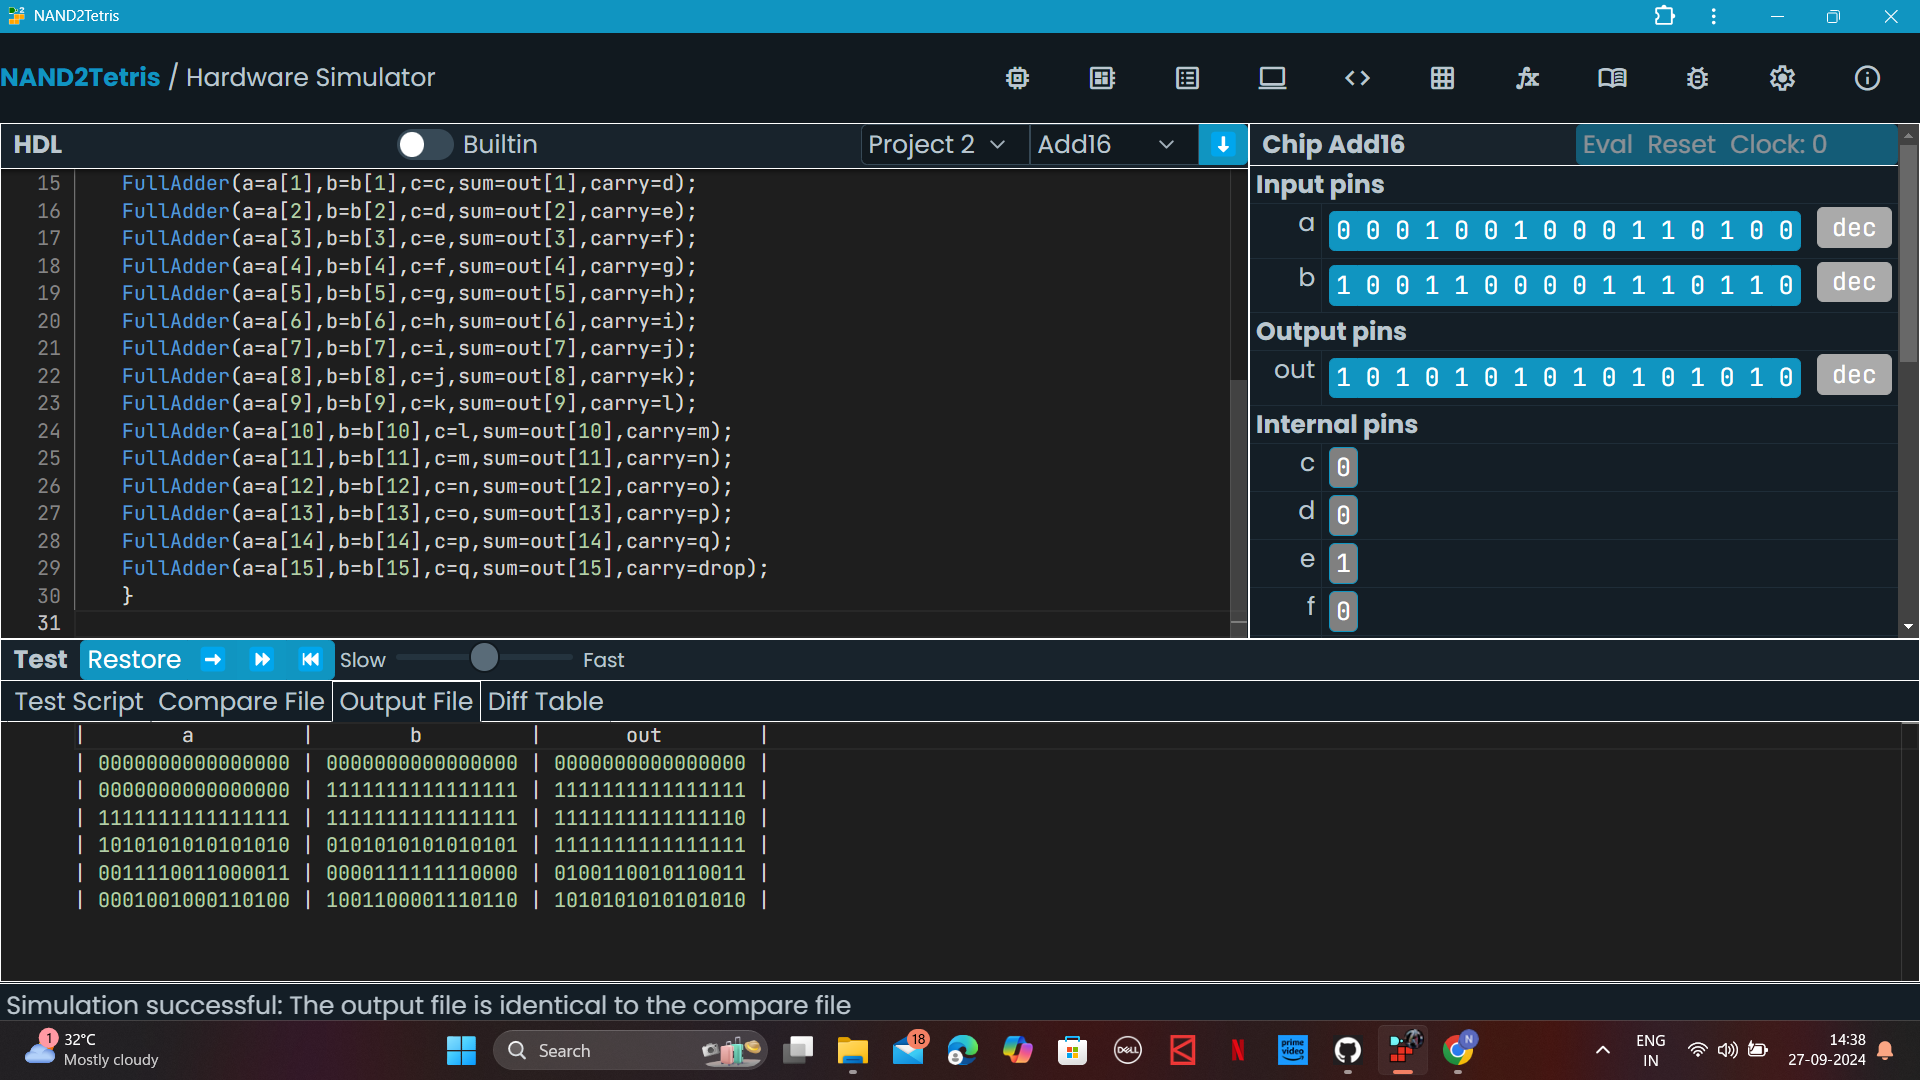 NAND2Tetris
NAND2Tetris / Hardware Simulator
HDL Builtin Project 2 Add16
15 FullAdder(a=a[1],b=b[1],c=c,sum=out[1],carry=d);
16 FullAdder(a=a[2],b=b[2],c=d,sum=out[2],carry=e);
17 FullAdder(a=a[3],b=b[3],c=e,sum=out[3],carry=f);
18 FullAdder(a=a[4],b=b[4],c=f,sum=out[4],carry=g);
19 FullAdder(a=a[5],b=b[5],c=g,sum=out[5],carry=h);
20 FullAdder(a=a[6],b=b[6],c=h,sum=out[6],carry=i);
21 FullAdder(a=a[7],b=b[7],c=i,sum=out[7],carry=j);
22 FullAdder(a=a[8],b=b[8],c=j,sum=out[8],carry=k);
23 FullAdder(a=a[9],b=b[9],c=k,sum=out[9],carry=l);
24 FullAdder(a=a[10],b=b[10],c=l,sum=out[10],carry=m);
25 FullAdder(a=a[11],b=b[11],c=m,sum=out[11],carry=n);
26 FullAdder(a=a[12],b=b[12],c=n,sum=out[12],carry=o);
27 FullAdder(a=a[13],b=b[13],c=o,sum=out[13],carry=p);
28 FullAdder(a=a[14],b=b[14],c=p,sum=out[14],carry=q);
29 FullAdder(a=a[15],b=b[15],c=q,sum=out[15],carry=drop);
30 }
31
Chip Add16 Eval Reset Clock: 0
Input pins
a 0 0 0 1 0 0 1 0 0 0 1 1 0 1 0 0 dec
b 1 0 0 1 1 0 0 0 0 1 1 1 0 1 1 0 dec
Output pins
out 1 0 1 0 1 0 1 0 1 0 1 0 1 0 1 0 dec
Internal pins
c 0
d 0
e 1
f 0
Test Restore Slow Fast
Test Script Compare File Output File Diff Table
| a | b | out |
| 0000000000000000 | 0000000000000000 | 0000000000000000 |
| 0000000000000000 | 1111111111111111 | 1111111111111111 |
| 1111111111111111 | 1111111111111111 | 1111111111111110 |
| 1010101010101010 | 0101010101010101 | 1111111111111111 |
| 0011110011000011 | 0000111111110000 | 0100110010110011 |
| 0001001000110100 | 1001100001110110 | 1010101010101010 |
Simulation successful: The output file is identical to the compare file
1 32°C
Mostly cloudy
Search
18
DELL
N
prime video
N
ENG
IN
14:38
27-09-2024